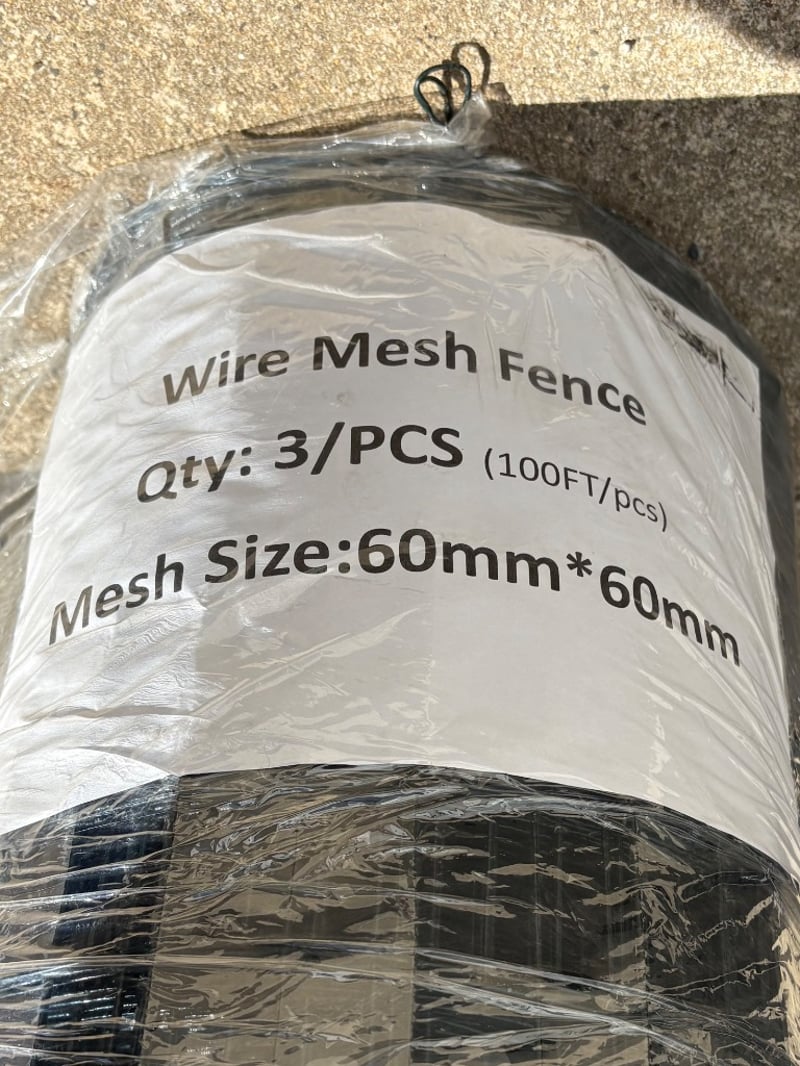 Wire Mesh Fence
Qty: 3/PCS (100FT/pcs)
Mesh Size:60mm*60mm